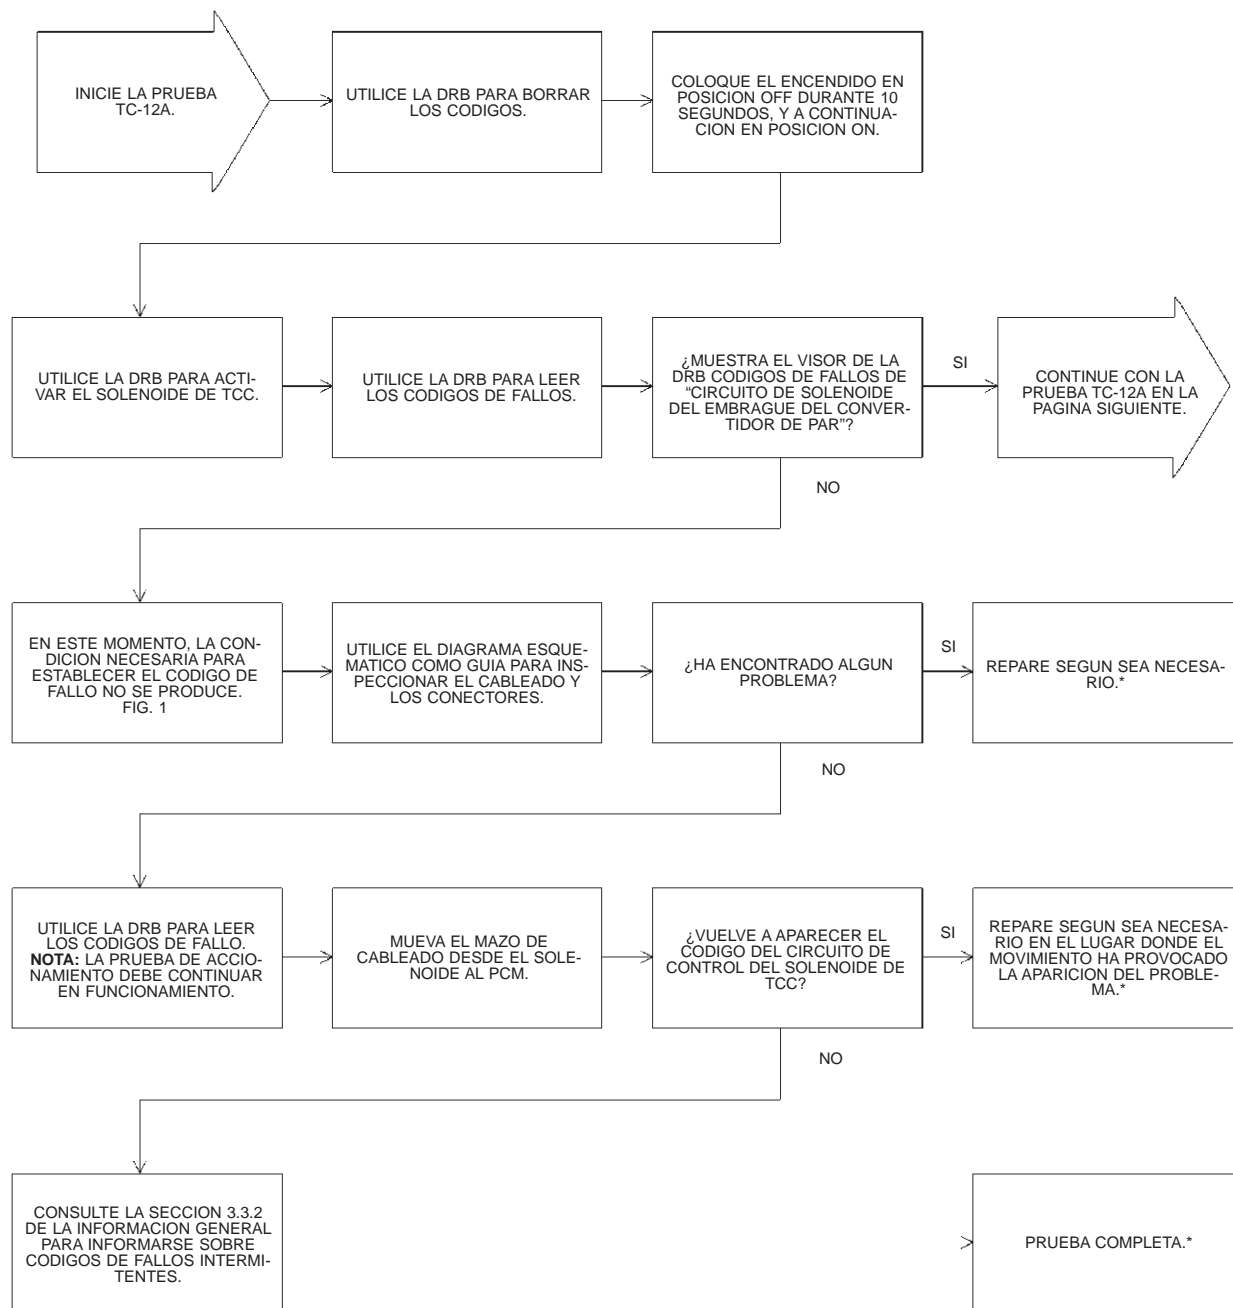 INICIE LA PRUEBA
TC-12A.
UTILICE LA DRB PARA BORRAR
LOS CODIGOS.
COLOQUE EL ENCENDIDO EN
POSICION OFF DURANTE 10
SEGUNDOS, Y A CONTINUA-
CION EN POSICION ON.
UTILICE LA DRB PARA ACTI-
VAR EL SOLENOIDE DE TCC.
UTILICE LA DRB PARA LEER
LOS CODIGOS DE FALLOS.
¿MUESTRA EL VISOR DE LA
DRB CODIGOS DE FALLOS DE
“CIRCUITO DE SOLENOIDE
DEL EMBRAGUE DEL CONVER-
TIDOR DE PAR”?
SI
CONTINUE CON LA
PRUEBA TC-12A EN LA
PAGINA SIGUIENTE.
NO
EN ESTE MOMENTO, LA CON-
DICION NECESARIA PARA
ESTABLECER EL CODIGO DE
FALLO NO SE PRODUCE.
FIG. 1
UTILICE EL DIAGRAMA ESQUE-
MATICO COMO GUIA PARA INS-
PECCIONAR EL CABLEADO Y
LOS CONECTORES.
¿HA ENCONTRADO ALGUN
PROBLEMA?
SI
REPARE SEGUN SEA NECESA-
RIO.*
NO
UTILICE LA DRB PARA LEER
LOS CODIGOS DE FALLO.
NOTA: LA PRUEBA DE ACCIO-
NAMIENTO DEBE CONTINUAR
EN FUNCIONAMIENTO.
MUEVA EL MAZO DE
CABLEADO DESDE EL SOLE-
NOIDE AL PCM.
¿VUELVE A APARECER EL
CÓDIGO DEL CIRCUITO DE
CONTROL DEL SOLENOIDE DE
TCC?
SI
REPARE SEGUN SEA NECESA-
RIO EN EL LUGAR DONDE EL
MOVIMIENTO HA PROVOCADO
LA APARICION DEL PROBLE-
MA.*
NO
CONSULTE LA SECCION 3.3.2
DE LA INFORMACION GENERAL
PARA INFORMARSE SOBRE
CODIGOS DE FALLOS INTERMI-
TENTES.
PRUEBA COMPLETA.*